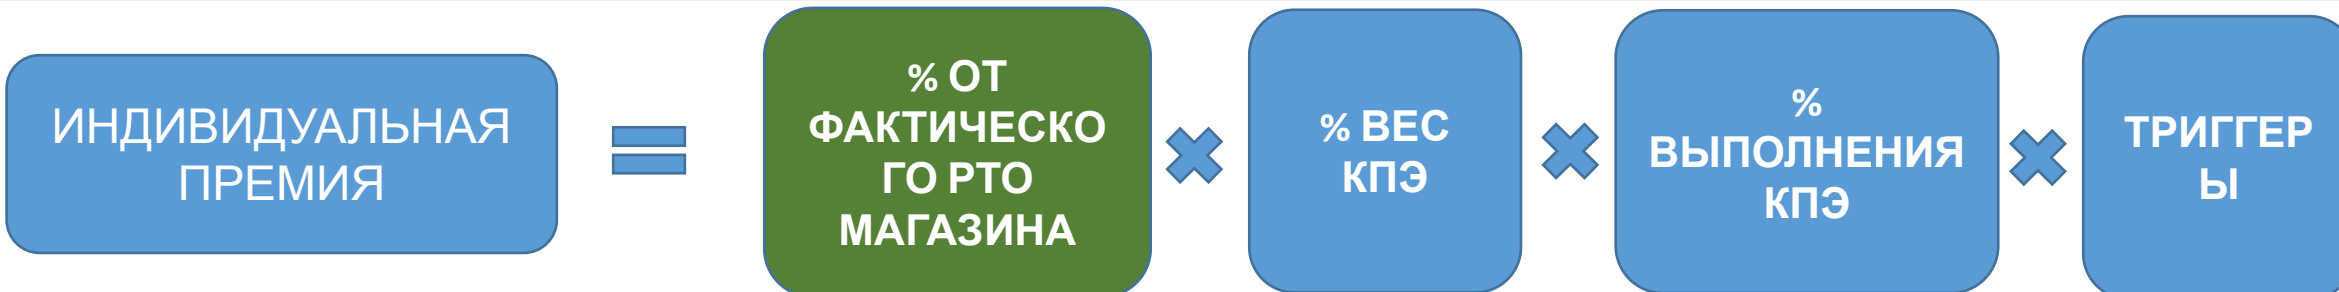 ИНДИВИДУАЛЬНАЯ
ПРЕМИЯ
% ОТ
ФАКТИЧЕСКО
ГО РТО
МАГАЗИНА
% ВЕС
КПЭ
%
ВЫПОЛНЕНИЯ
КПЭ
ТРИГГЕР
Ы